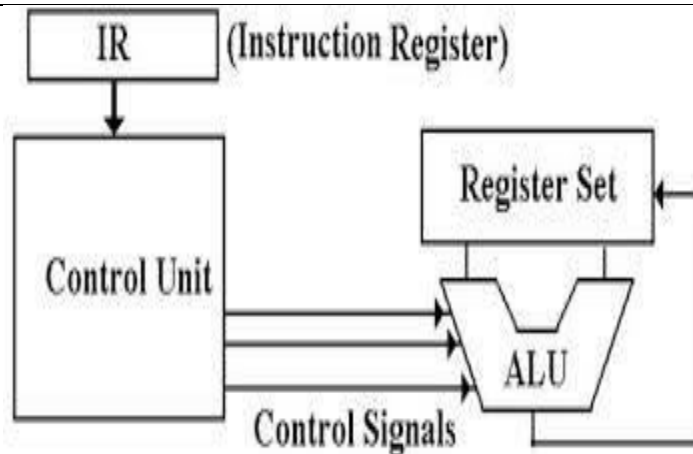 IR (Instruction Register)
Register Set
Control Unit
ALU
Control Signals